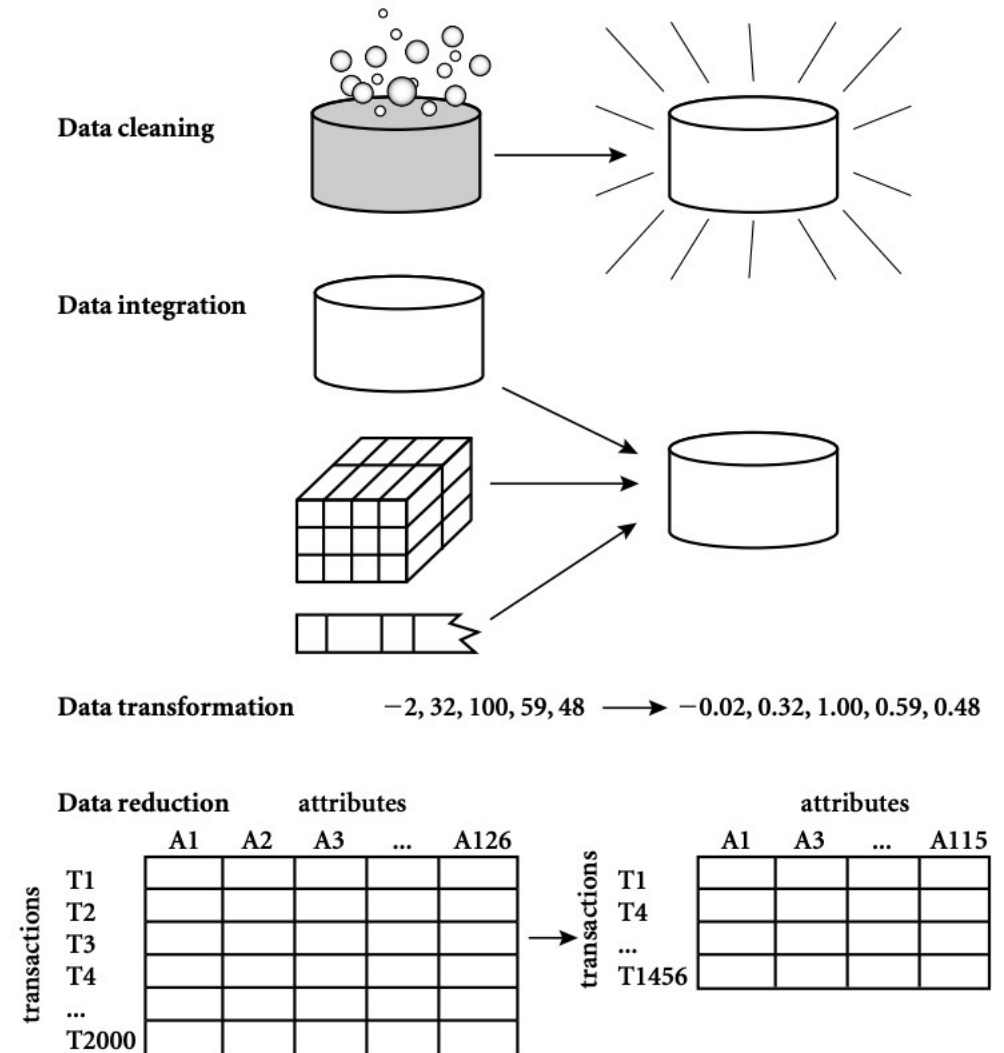 Data cleaning
Data integration
Data transformation −2, 32, 100, 59, 48 −0.02, 0.32, 1.00, 0.59, 0.48
Data reduction attributes
A1 A2 A3 ... A126
transactions
T1
T2
T3
T4
...
T2000
attributes
A1 A3 ... A115
transactions
T1
T4
...
T1456